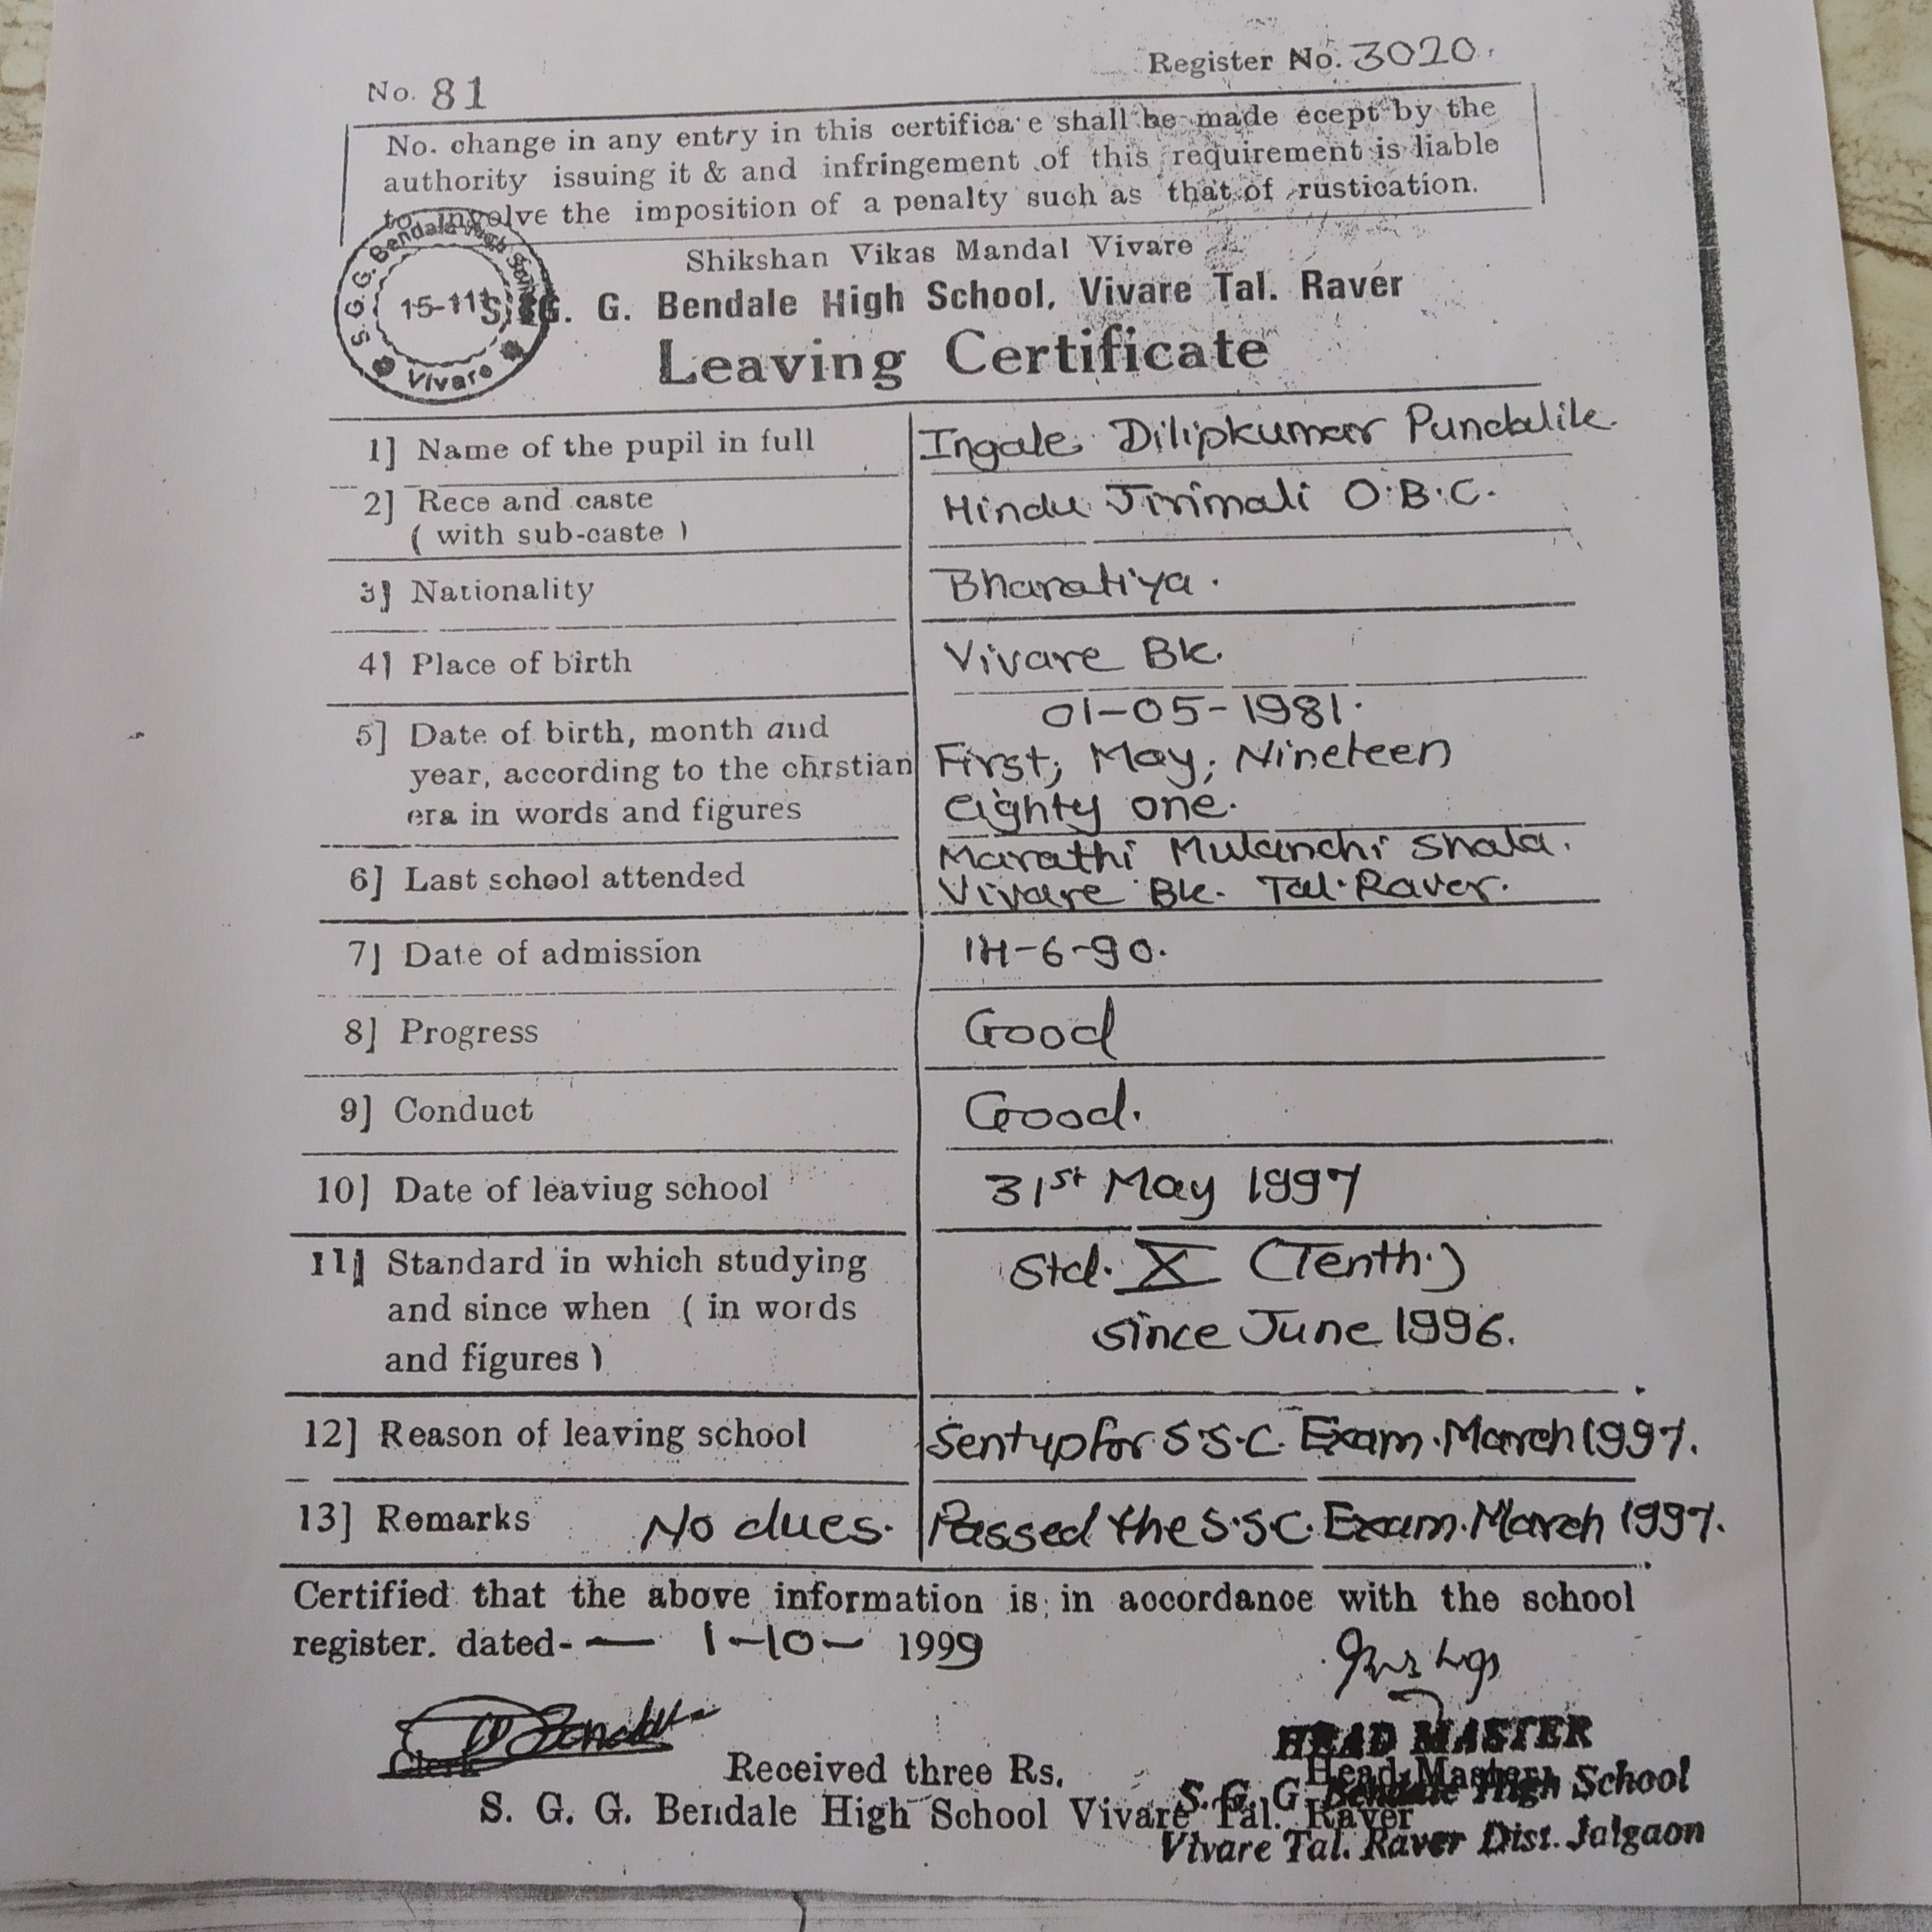 No. 81
Register No. 3020.
No. change in any entry in this certifica e shall be made ecept by the
authority issuing it & and infringement of this requirement is liable
to involve the imposition of a penalty such as that of rustication.
Shikshan Vikas Mandal Vivare
S. G. G. Bendale High School, Vivare Tal. Raver
S. G. G. Bendale High School
15-11
Vivare
Leaving Certificate
1] Name of the pupil in full Ingale Dilipkumar Pundalik.
2] Rece and caste Hindu Jirimali O.B.C.
( with sub-caste )
3] Nationality Bharatiya.
4] Place of birth Vivare Bk.
01-05-1981.
5] Date of birth, month and First; May; Nineteen
year, according to the chrstian eighty one.
era in words and figures
Marathi Mulanchi Shala.
6] Last school attended Vivare Bk. Tal. Raver.
7] Date of admission 14-6-90.
8] Progress Good
9] Conduct Good.
10] Date of leaviug school 31st May 1997
11] Standard in which studying Std. X (Tenth.)
and since when ( in words since June 1996.
and figures )
12] Reason of leaving school Sent up for S.S.C. Exam. March 1997.
13] Remarks No dues. Passed the S.S.C. Exam. March 1997.
Certified that the above information is in accordance with the school
register. dated- — 1-10- 1999
HEAD MASTER
Clerk Received three Rs. Head Master
S. G. G. Bendale High School
S. G. G. Bendale High School Vivare Tal. Raver
Vivare Tal. Raver Dist. Jalgaon